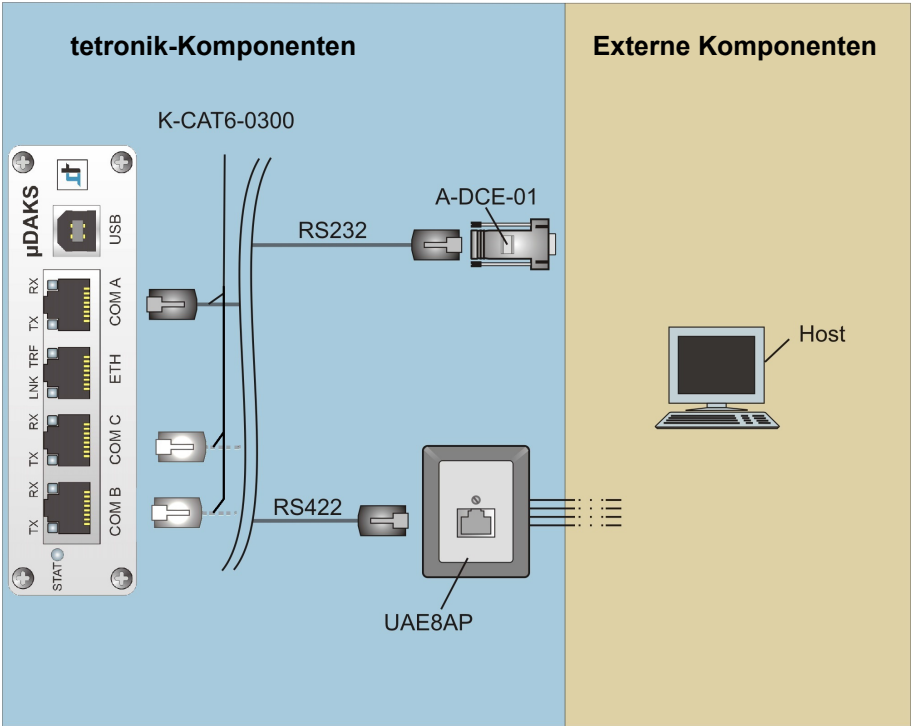 tetronik-Komponenten
Externe Komponenten
K-CAT6-0300
A-DCE-01
RS232
Host
RS422
UAE8AP
µDAKS
USB
RX
TX
COM A
TRF
LNK
ETH
RX
TX
COM C
RX
TX
COM B
STAT